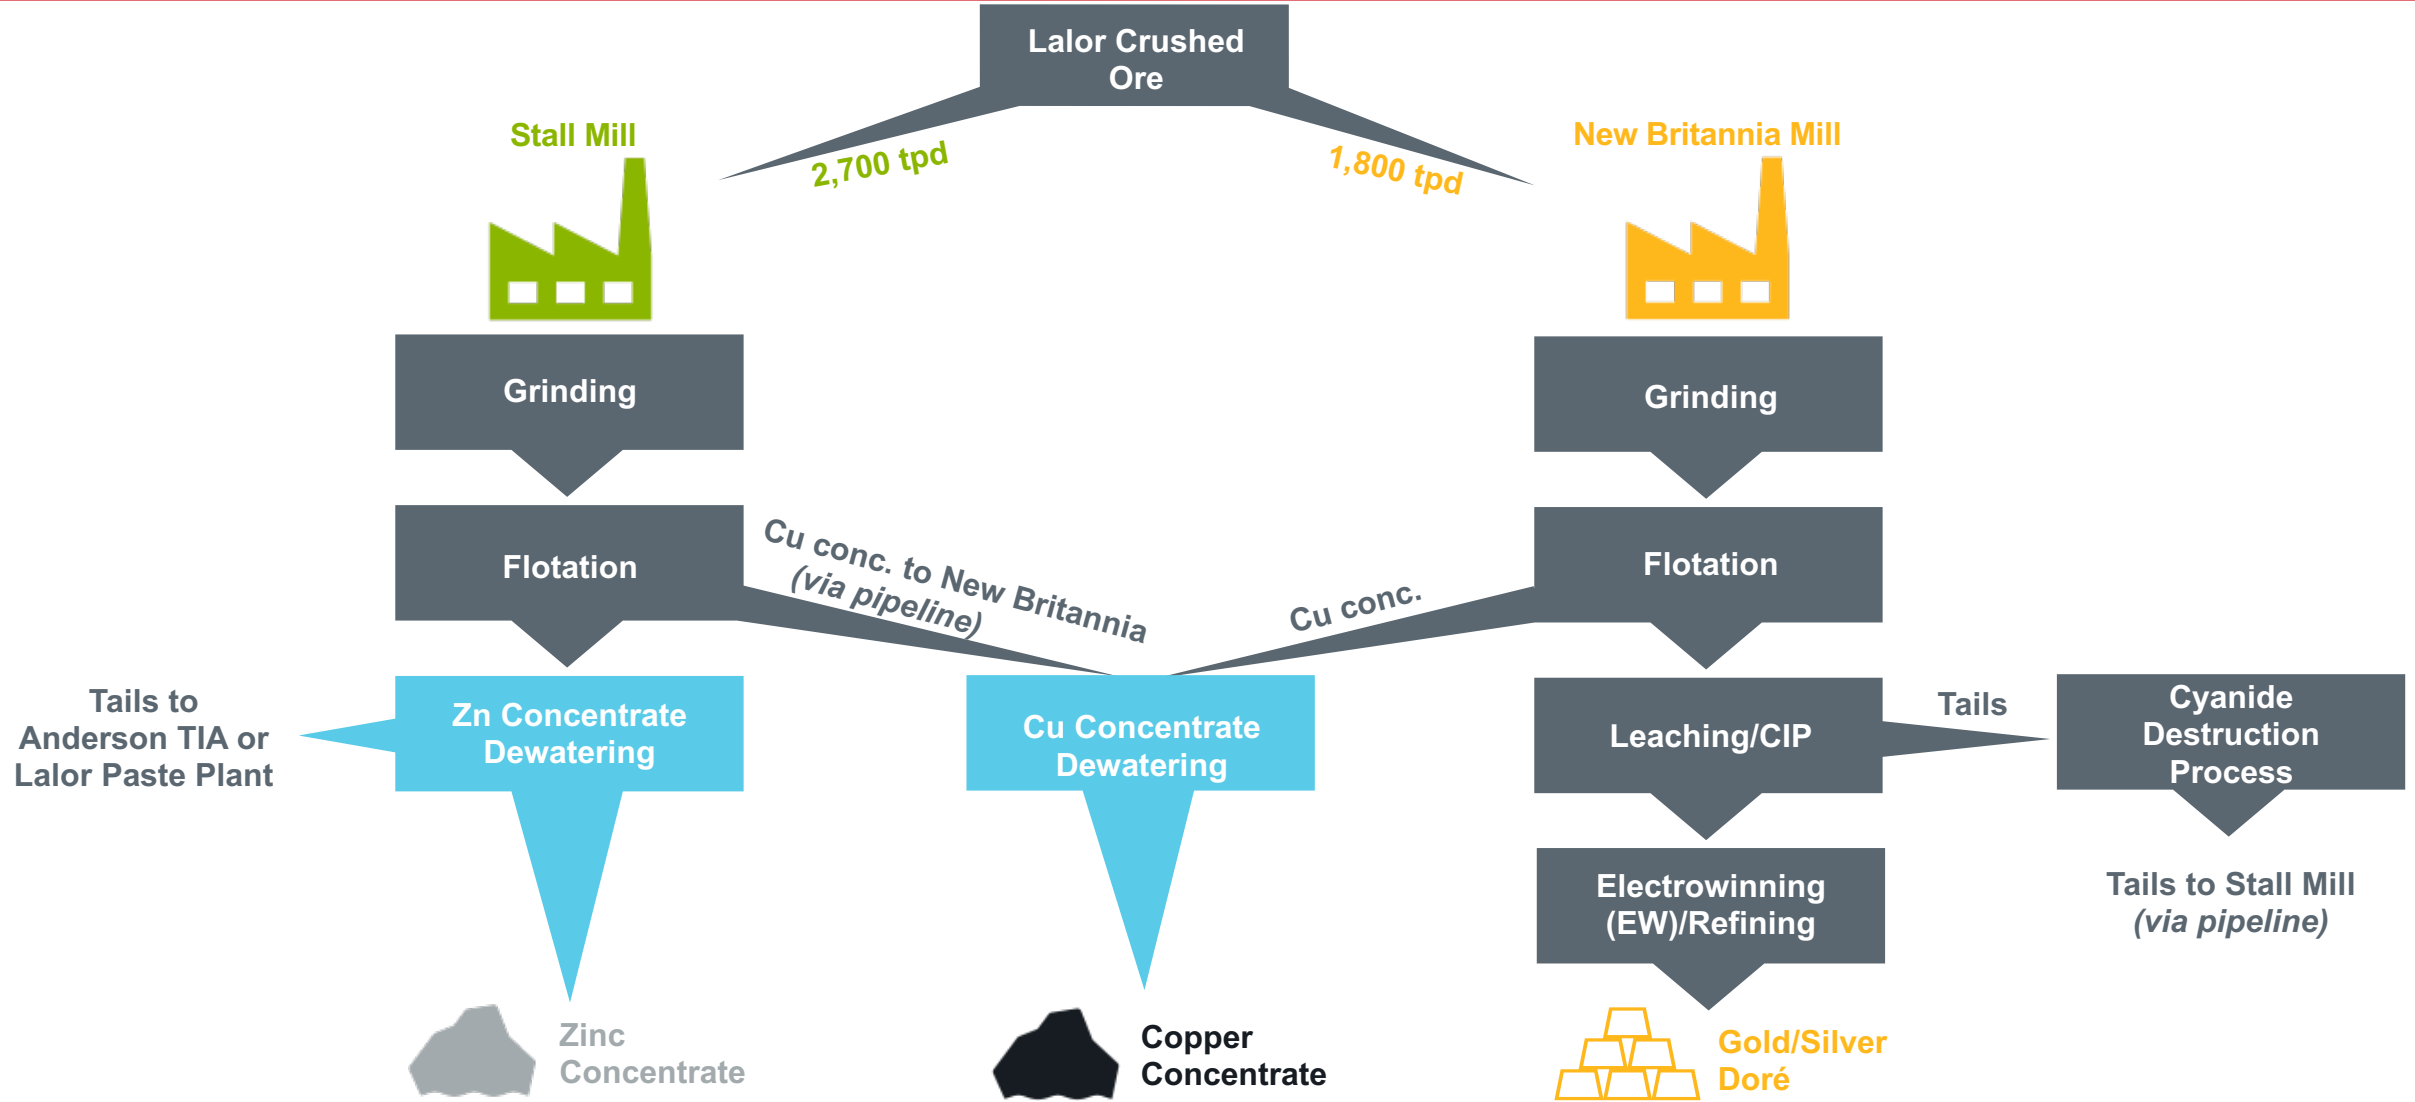 Lalor Crushed
Ore
Stall Mill
2,700 tpd
1,800 tpd
New Britannia Mill
Grinding
Grinding
Flotation
Cu conc. to New Britannia
(via pipeline)
Cu conc.
Flotation
Tails to
Anderson TIA or
Lalor Paste Plant
Zn Concentrate
Dewatering
Cu Concentrate
Dewatering
Leaching/CIP
Tails
Cyanide
Destruction
Process
Electrowinning
(EW)/Refining
Tails to Stall Mill
(via pipeline)
Zinc
Concentrate
Copper
Concentrate
Gold/Silver
Doré